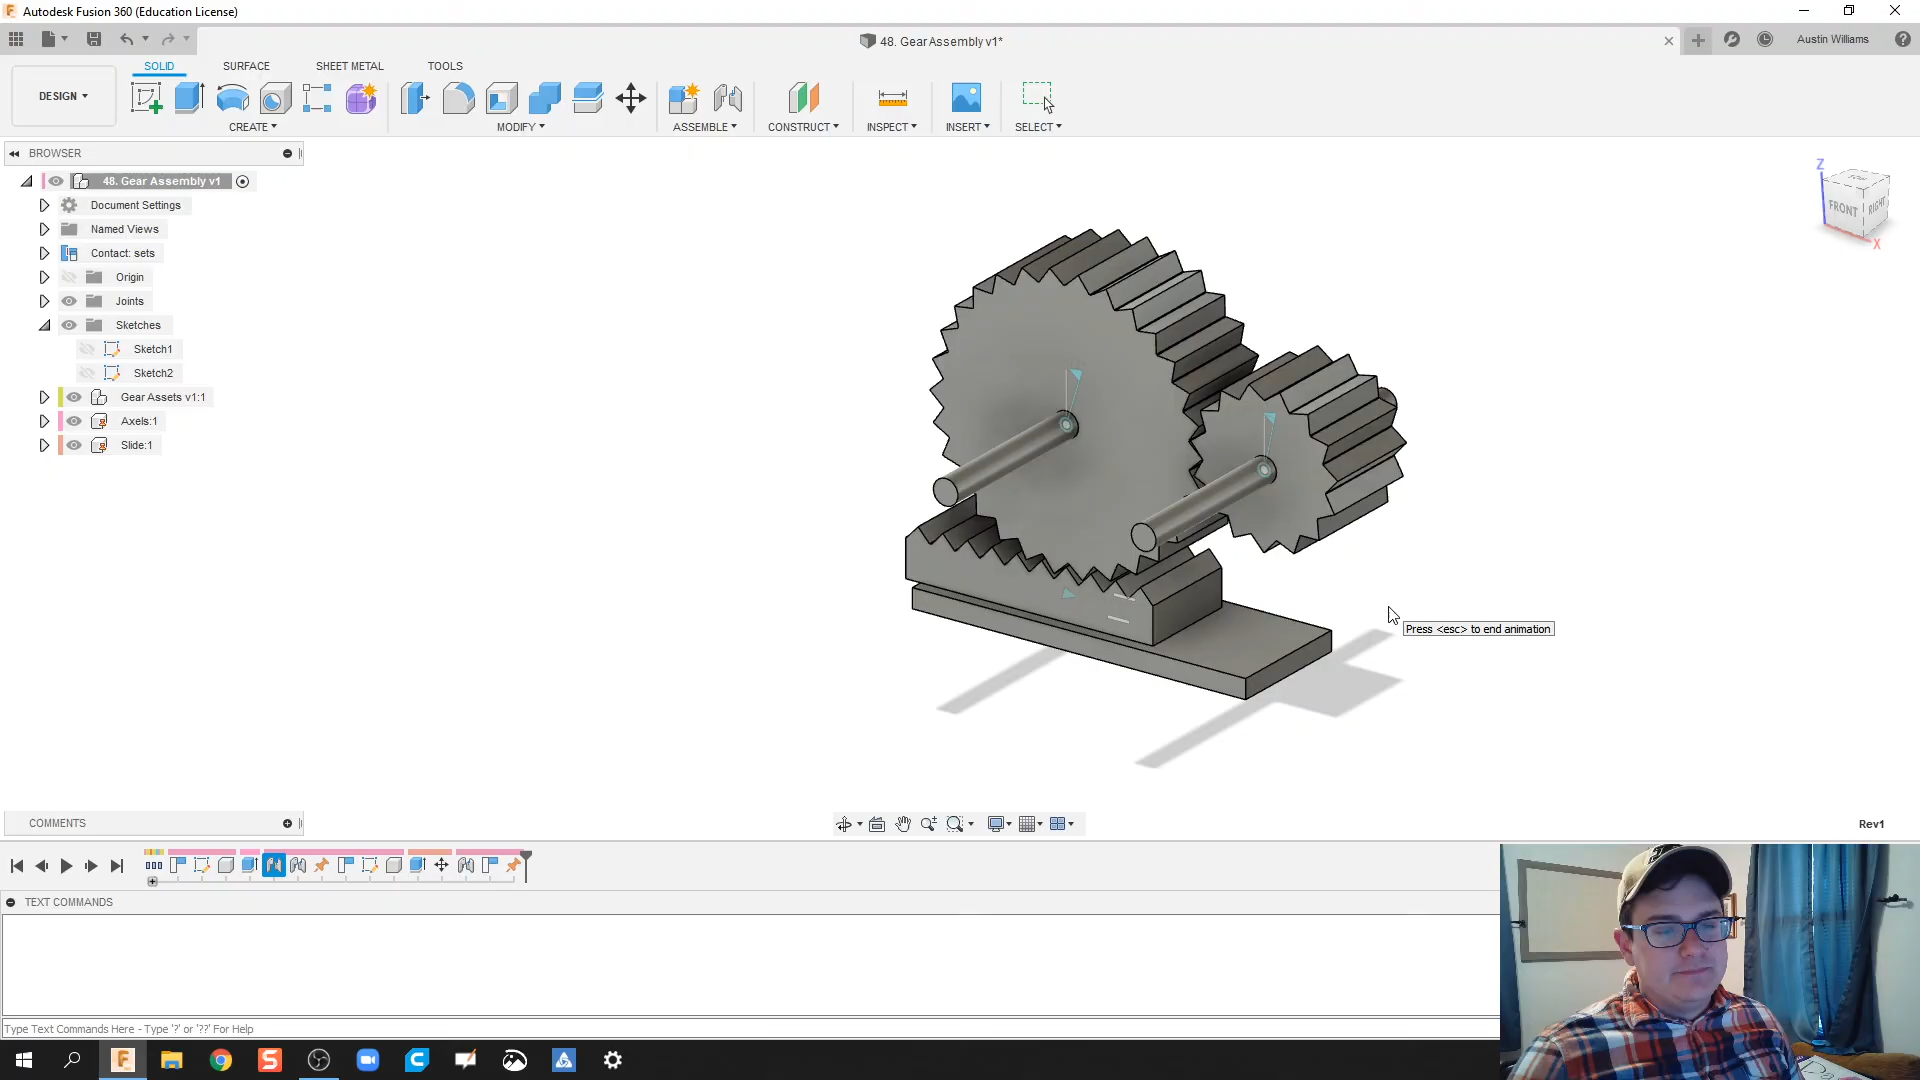 Autodesk Fusion 360 (Education License)
48. Gear Assembly v1*
Austin Williams
SOLID SURFACE SHEET METAL TOOLS
DESIGN
CREATE MODIFY ASSEMBLE CONSTRUCT INSPECT INSERT SELECT
BROWSER
48. Gear Assembly v1
Document Settings
Named Views
Contact: sets
Origin
Joints
Sketches
Sketch1
Sketch2
Gear Assets v1:1
Axels:1
Slide:1
Z
TOP
FRONT RIGHT
X
Press <esc> to end animation
COMMENTS
Rev1
TEXT COMMANDS
Type Text Commands Here - Type '?' or '??' For Help